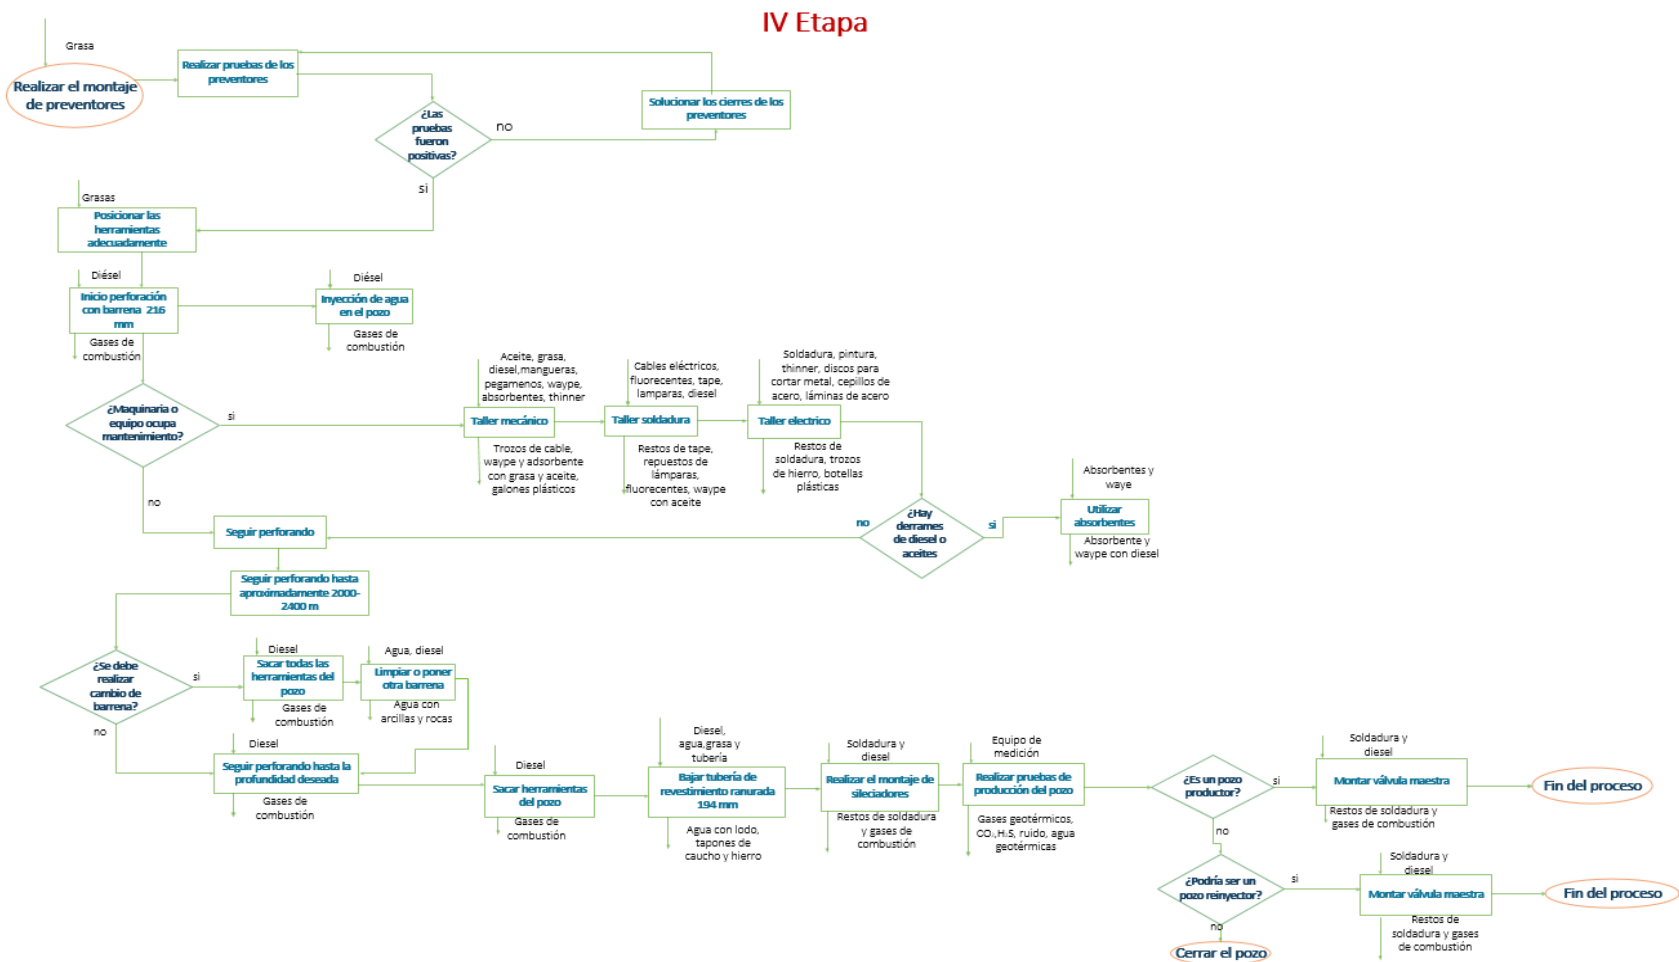 IV Etapa
Grasa
Realizar el montaje
de preventores
Realizar pruebas de los
preventores
Solucionar los cierres de los
preventores
¿Las
pruebas
fueron
positivas?
no
si
Grasas
Posicionar las
herramientas
adecuadamente
Diésel
Inicio perforación
con barrena 216
mm
Gases de
combustión
Diésel
Inyección de agua
en el pozo
Gases de
combustión
¿Maquinaria o
equipo ocupa
mantenimiento?
si
no
Aceite, grasa,
diesel,mangueras,
pegamenos, waype,
absorbentes, thinner
Taller mecánico
Trozos de cable,
waype y adsorbente
con grasa y aceite,
galones plásticos
Cables eléctricos,
fluorecentes, tape,
lamparas, diesel
Taller soldadura
Restos de tape,
repuestos de
lámparas,
fluorecentes, waype
con aceite
Soldadura, pintura,
thinner, discos para
cortar metal, cepillos de
acero, láminas de acero
Taller electrico
Restos de
soldadura, trozos
de hierro, botellas
plásticas
¿Hay
derrames
de diesel o
aceites
no
si
Absorbentes y
waye
Utilizar
absorbentes
Absorbente y
waype con diesel
Seguir perforando
Seguir perforando hasta
aproximadamente 2000-
2400 m
¿Se debe
realizar
cambio de
barrena?
si
no
Diesel
Sacar todas las
herramientas del
pozo
Gases de
combustión
Agua, diesel
Limpiar o poner
otra barrena
Agua con
arcillas y rocas
Diesel
Seguir perforando hasta la
profundidad deseada
Gases de
combustión
Diesel
Sacar herramientas
del pozo
Gases de
combustión
Diesel,
agua,grasa y
tubería
Bajar tubería de
revestimiento ranurada
194 mm
Agua con lodo,
tapones de
caucho y hierro
Soldadura y
diesel
Realizar el montaje de
sileciadores
Restos de soldadura
y gases de
combustión
Equipo de
medición
Realizar pruebas de
producción del pozo
Gases geotérmicos,
CO₂,H₂S, ruido, agua
geotérmicas
¿Es un pozo
productor?
si
no
Soldadura y
diesel
Montar válvula maestra
Restos de soldadura y
gases de combustión
Fin del proceso
¿Podría ser un
pozo reinyector?
si
no
Soldadura y
diesel
Montar válvula maestra
Restos de
soldadura y gases
de combustión
Fin del proceso
Cerrar el pozo